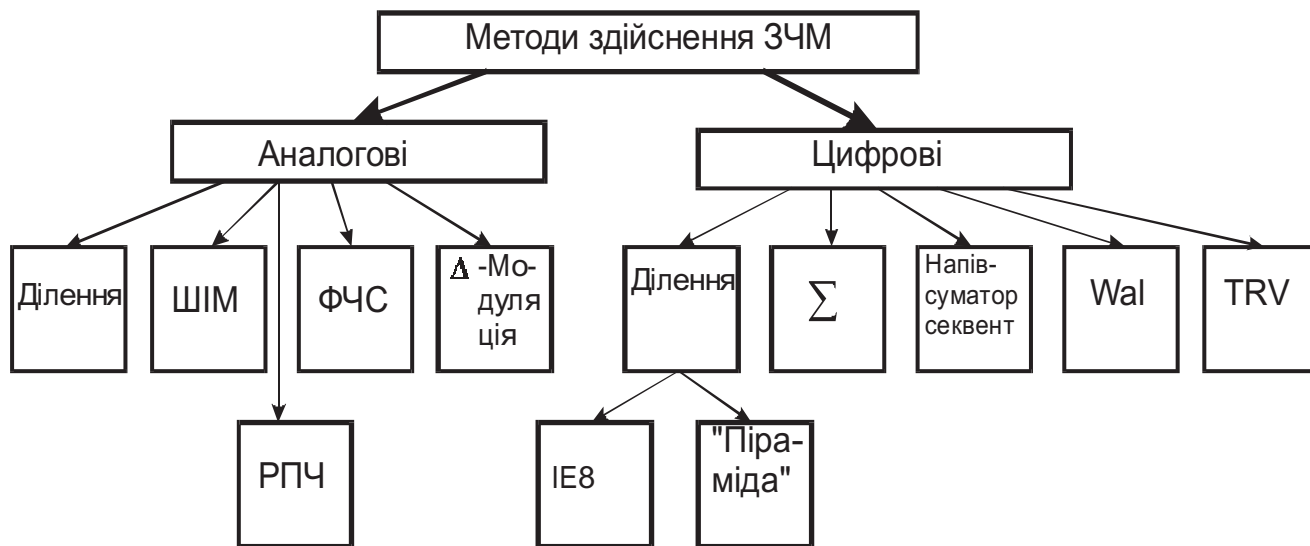 Методи здійснення ЗЧМ
Аналогові
Цифрові
Ділення
ШІМ
ФЧС
Δ -Мо-
дуля
ція
Ділення
Σ
Напів-
суматор
секвент
Wal
TRV
РПЧ
ІЕ8
"Піра-
міда"